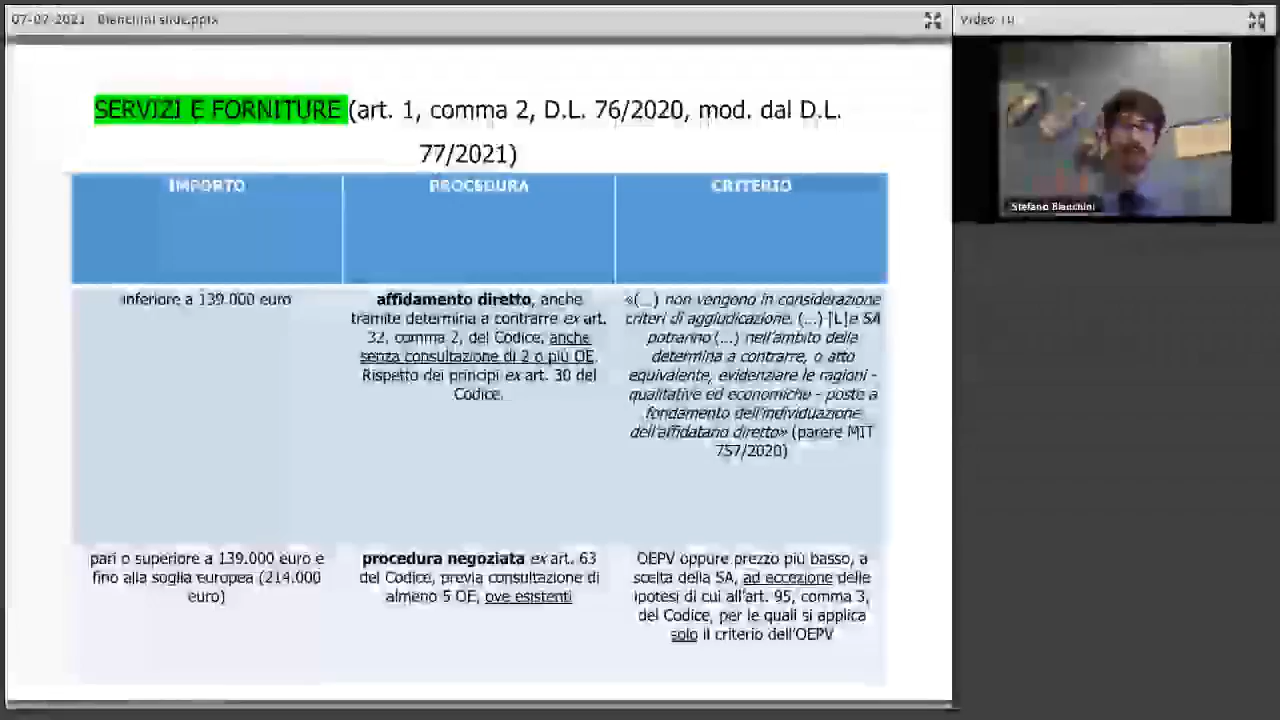 07-07-2021 Bianchini slide.pptx
SERVIZI E FORNITURE (art. 1, comma 2, D.L. 76/2020, mod. dal D.L.
77/2021)
IMPORTO
PROCEDURA
CRITERIO
inferiore a 139.000 euro
affidamento diretto, anche
tramite determina a contrarre ex art.
32, comma 2, del Codice, anche
senza consultazione di 2 o più OE.
Rispetto dei principi ex art. 30 del
Codice.
«(...) non vengono in considerazione
criteri di aggiudicazione. (...) [L]e SA
potranno (...) nell'ambito della
determina a contrarre, o atto
equivalente, evidenziare le ragioni -
qualitative ed economiche - poste a
fondamento dell'individuazione
dell'affidatario diretto» (parere MIT
757/2020)
pari o superiore a 139.000 euro e
fino alla soglia europea (214.000
euro)
procedura negoziata ex art. 63
del Codice, previa consultazione di
almeno 5 OE, ove esistenti
OEPV oppure prezzo più basso, a
scelta della SA, ad eccezione delle
ipotesi di cui all'art. 95, comma 3,
del Codice, per le quali si applica
solo il criterio dell'OEPV
Video
Stefano Bianchini